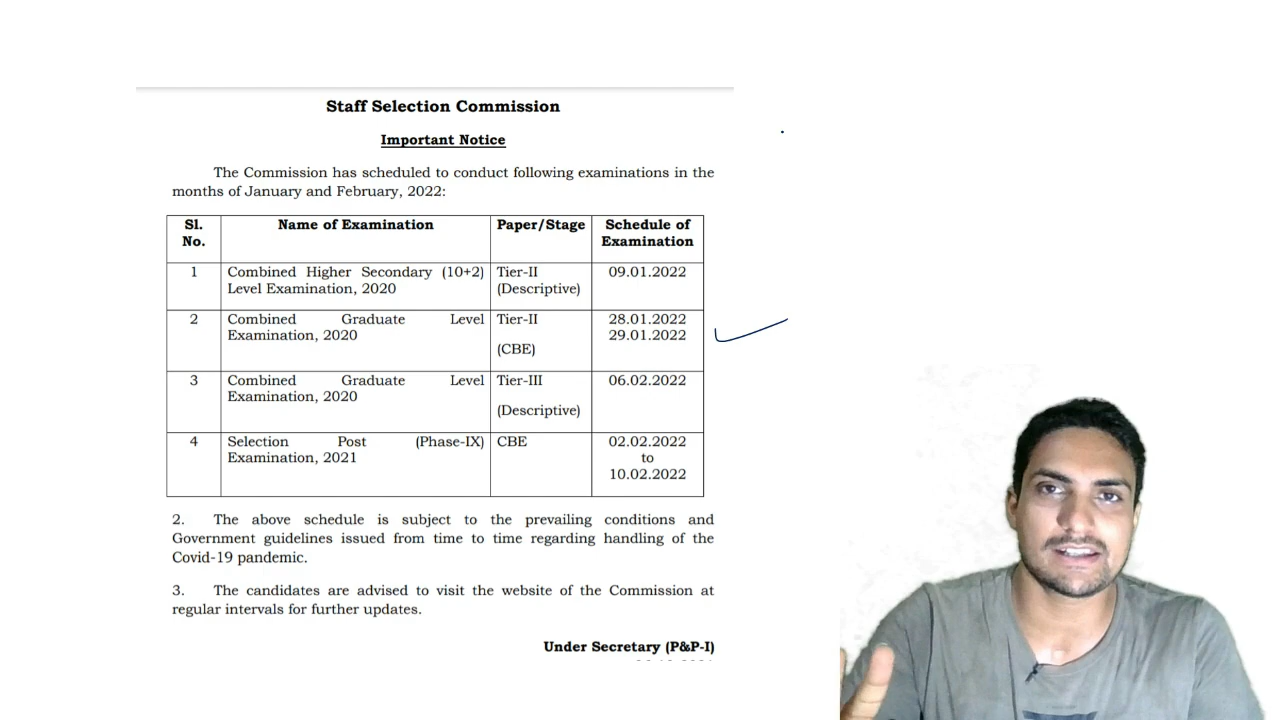 Staff Selection Commission
Important Notice
The Commission has scheduled to conduct following examinations in the
months of January and February, 2022:
Sl. No. Name of Examination Paper/Stage Schedule of Examination
1 Combined Higher Secondary (10+2) Level Examination, 2020 Tier-II (Descriptive) 09.01.2022
2 Combined Graduate Level Examination, 2020 Tier-II (CBE) 28.01.2022 29.01.2022
3 Combined Graduate Level Examination, 2020 Tier-III (Descriptive) 06.02.2022
4 Selection Post (Phase-IX) Examination, 2021 CBE 02.02.2022 to 10.02.2022
2. The above schedule is subject to the prevailing conditions and
Government guidelines issued from time to time regarding handling of the
Covid-19 pandemic.
3. The candidates are advised to visit the website of the Commission at
regular intervals for further updates.
Under Secretary (P&P-I)